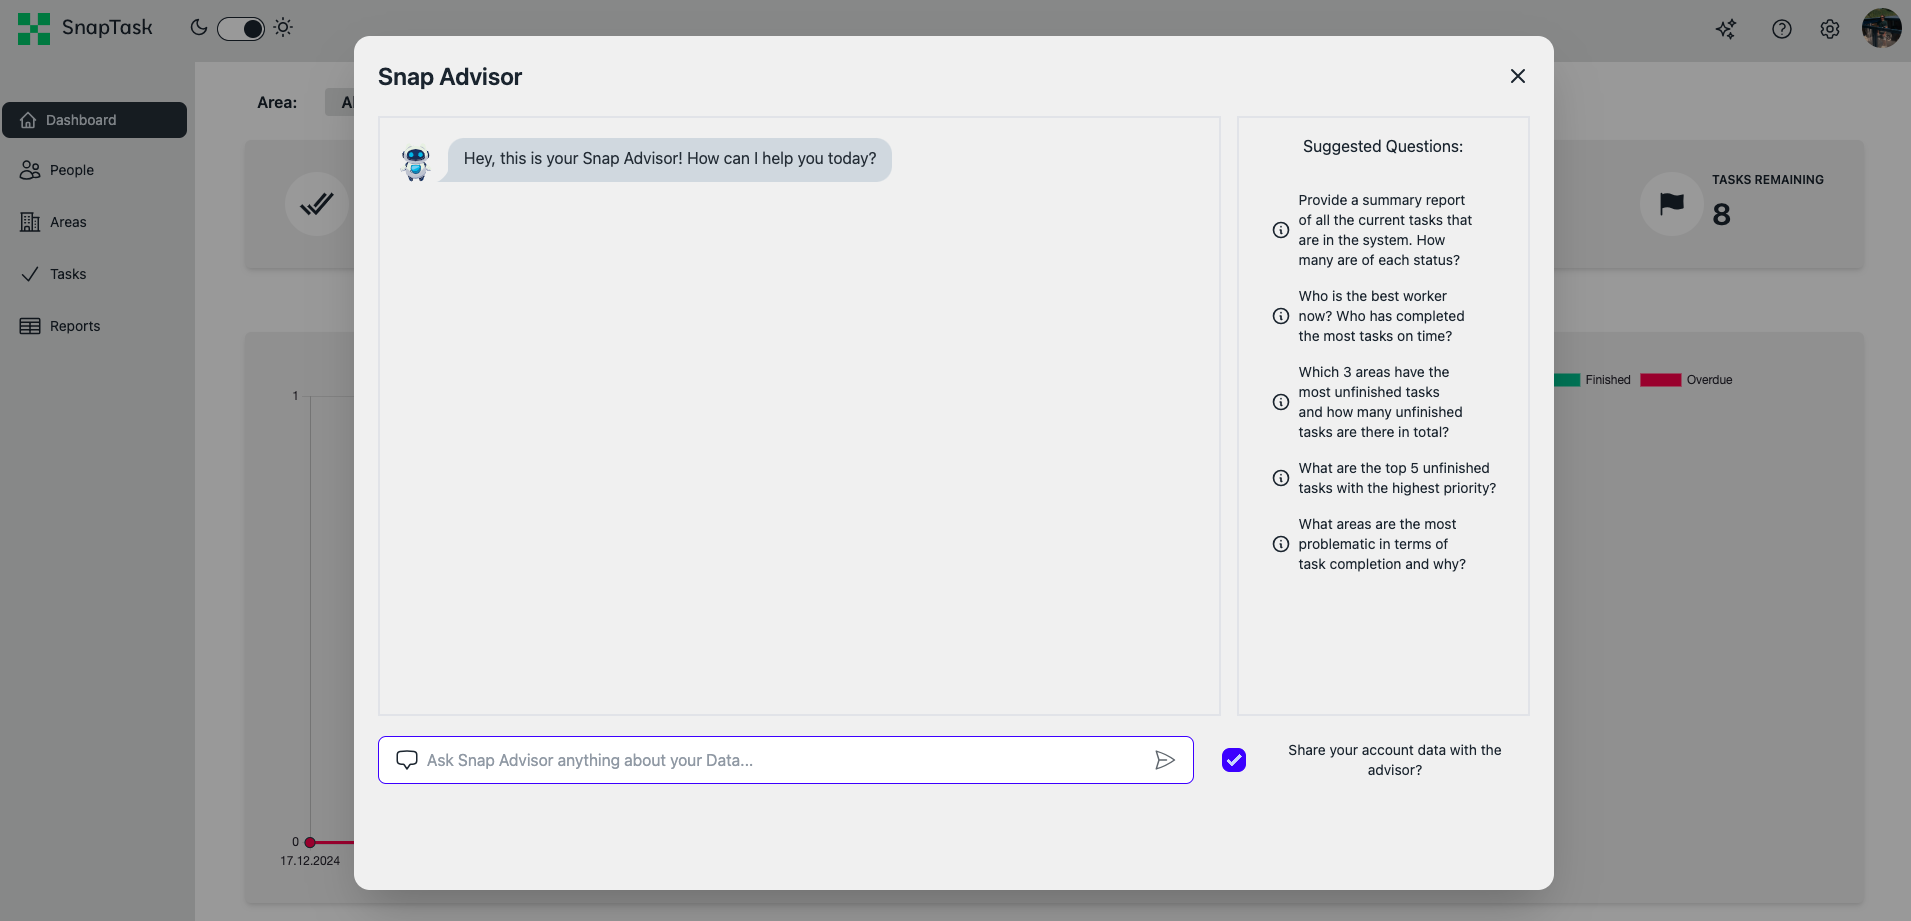 SnapTask
Dashboard
People
Areas
Tasks
Reports
Area:
TASKS REMAINING
8
Finished
Overdue
1
0
17.12.2024
Snap Advisor
Hey, this is your Snap Advisor! How can I help you today?
Suggested Questions:
Provide a summary report
of all the current tasks that
are in the system. How
many are of each status?
Who is the best worker
now? Who has completed
the most tasks on time?
Which 3 areas have the
most unfinished tasks
and how many unfinished
tasks are there in total?
What are the top 5 unfinished
tasks with the highest priority?
What areas are the most
problematic in terms of
task completion and why?
Ask Snap Advisor anything about your Data...
Share your account data with the
advisor?